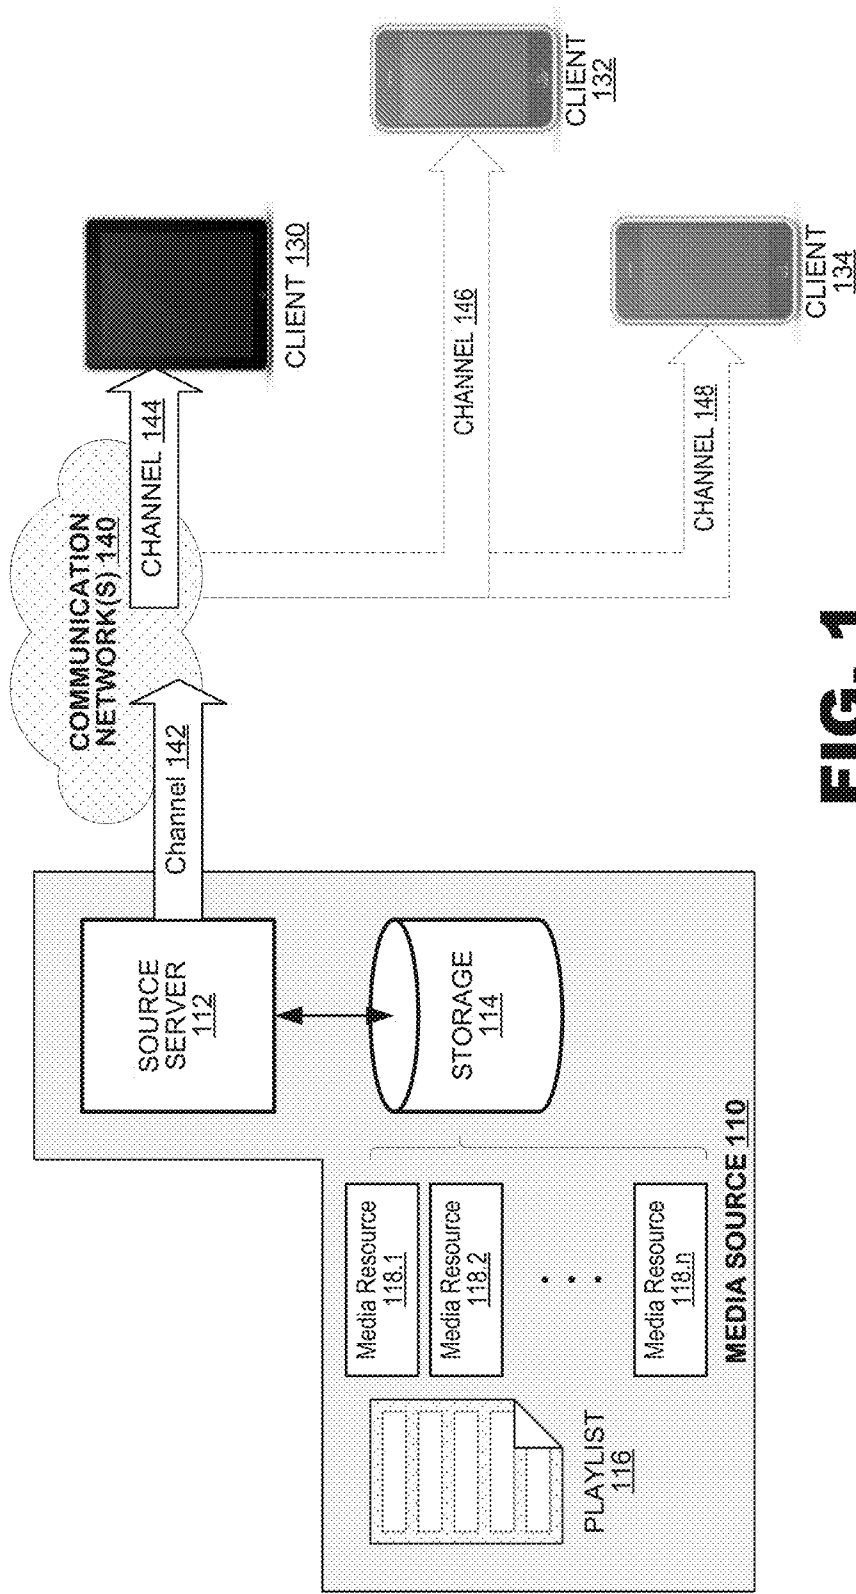 COMMUNICATION
NETWORK(S) 140
Channel 142
CHANNEL 144
CLIENT 130
CHANNEL 146
CLIENT
132
CHANNEL 148
CLIENT
134
SOURCE
SERVER
112
STORAGE
114
Media Resource
118.1
Media Resource
118.2
Media Resource
118.n
PLAYLIST
116
MEDIA SOURCE 110
FIG. 1